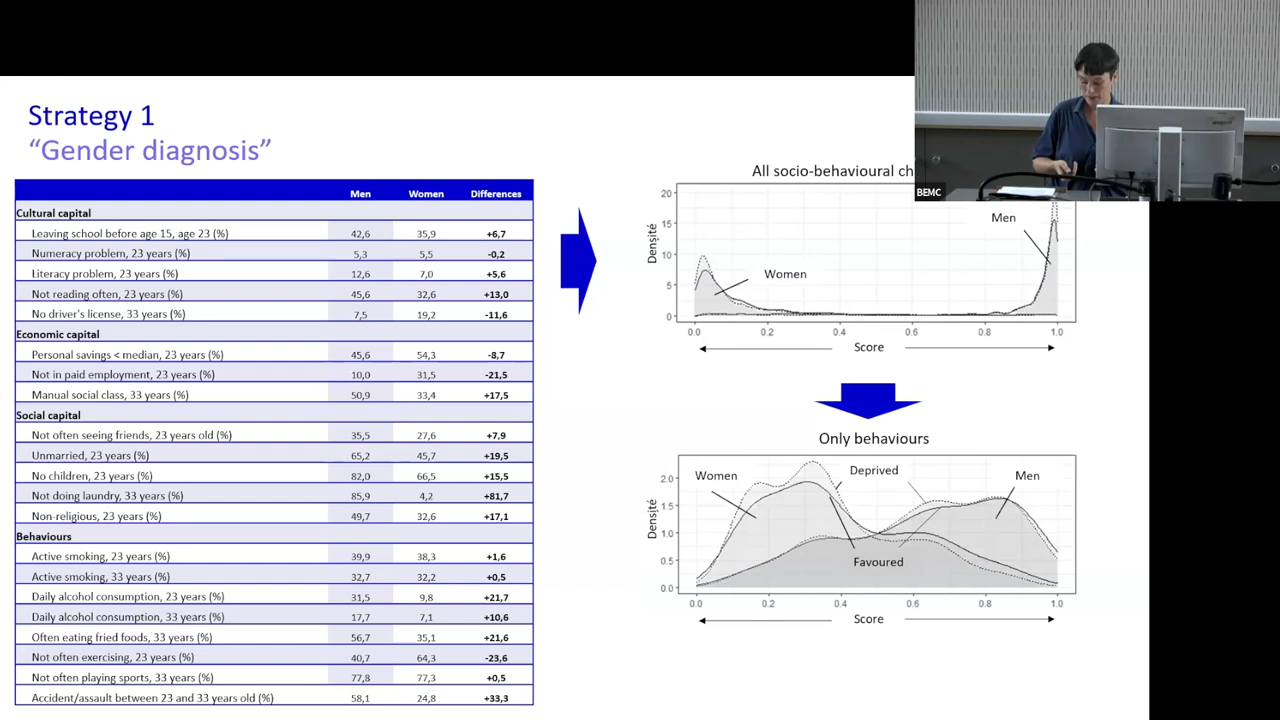 Strategy 1
“Gender diagnosis”
Men Women Differences
Cultural capital
Leaving school before age 15, age 23 (%) 42,6 35,9 +6,7
Numeracy problem, 23 years (%) 5,3 5,5 -0,2
Literacy problem, 23 years (%) 12,6 7,0 +5,6
Not reading often, 23 years (%) 45,6 32,6 +13,0
No driver's license, 33 years (%) 7,5 19,2 -11,6
Economic capital
Personal savings < median, 23 years (%) 45,6 54,3 -8,7
Not in paid employment, 23 years (%) 10,0 31,5 -21,5
Manual social class, 33 years (%) 50,9 33,4 +17,5
Social capital
Not often seeing friends, 23 years old (%) 35,5 27,6 +7,9
Unmarried, 23 years (%) 65,2 45,7 +19,5
No children, 23 years (%) 82,0 66,5 +15,5
Not doing laundry, 33 years (%) 85,9 4,2 +81,7
Non-religious, 23 years (%) 49,7 32,6 +17,1
Behaviours
Active smoking, 23 years (%) 39,9 38,3 +1,6
Active smoking, 33 years (%) 32,7 32,2 +0,5
Daily alcohol consumption, 23 years (%) 31,5 9,8 +21,7
Daily alcohol consumption, 33 years (%) 17,7 7,1 +10,6
Often eating fried foods, 33 years (%) 56,7 35,1 +21,6
Not often exercising, 23 years (%) 40,7 64,3 -23,6
Not often playing sports, 33 years (%) 77,8 77,3 +0,5
Accident/assault between 23 and 33 years old (%) 58,1 24,8 +33,3
BEMC
All socio-behavioural ch
20
15
10
5
0
Densité
Men
Women
0.0 0.2 0.4 0.6 0.8 1.0
Score
Only behaviours
2.0
1.5
1.0
0.5
0.0
Densité
Women
Deprived
Men
Favoured
0.0 0.2 0.4 0.6 0.8 1.0
Score